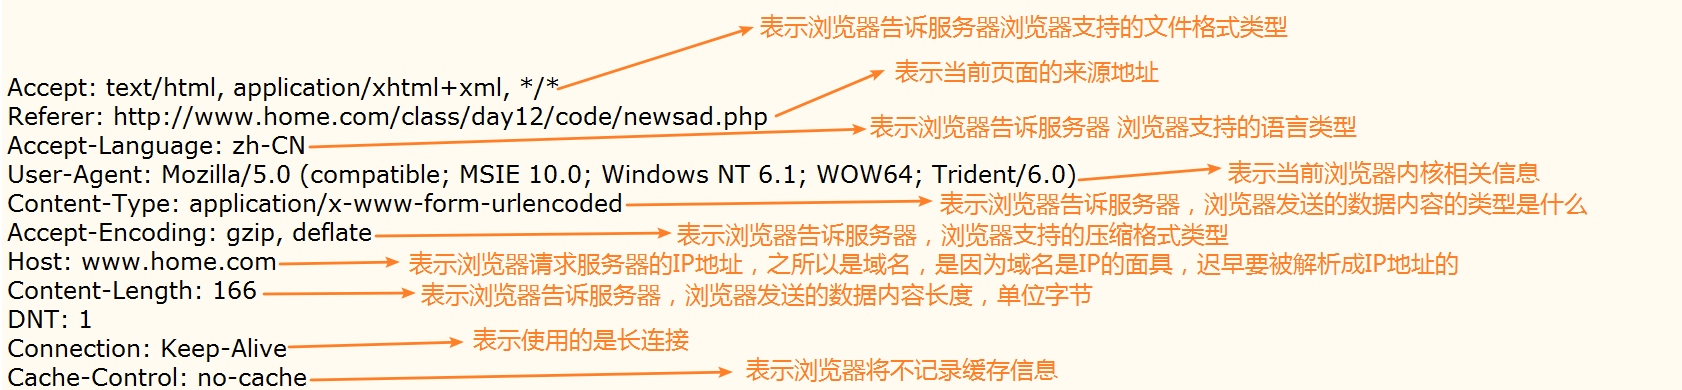 表示浏览器告诉服务器浏览器支持的文件格式类型
表示当前页面的来源地址
Accept: text/html, application/xhtml+xml, */*
Referer: http://www.home.com/class/day12/code/newsad.php
表示浏览器告诉服务器 浏览器支持的语言类型
Accept-Language: zh-CN
User-Agent: Mozilla/5.0 (compatible; MSIE 10.0; Windows NT 6.1; WOW64; Trident/6.0)
表示当前浏览器内核相关信息
Content-Type: application/x-www-form-urlencoded
表示浏览器告诉服务器，浏览器发送的数据内容的类型是什么
Accept-Encoding: gzip, deflate
表示浏览器告诉服务器，浏览器支持的压缩格式类型
Host: www.home.com
表示浏览器请求服务器的IP地址，之所以是域名，是因为域名是IP的面具，迟早要被解析成IP地址的
Content-Length: 166
表示浏览器告诉服务器，浏览器发送的数据内容长度，单位字节
DNT: 1
Connection: Keep-Alive
表示使用的是长连接
Cache-Control: no-cache
表示浏览器将不记录缓存信息